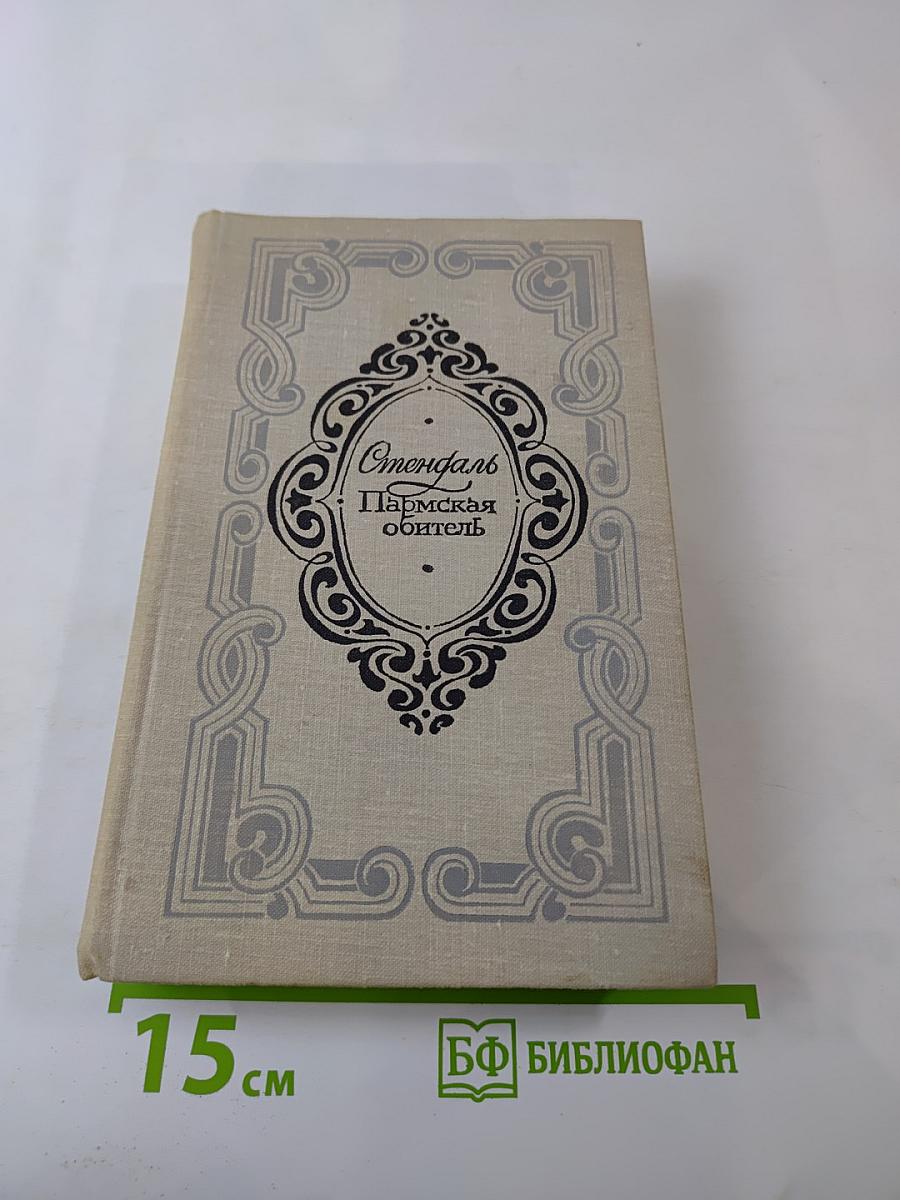 Стендаль
Пармская
обитель
15 см
БФ БИБЛИОФАН